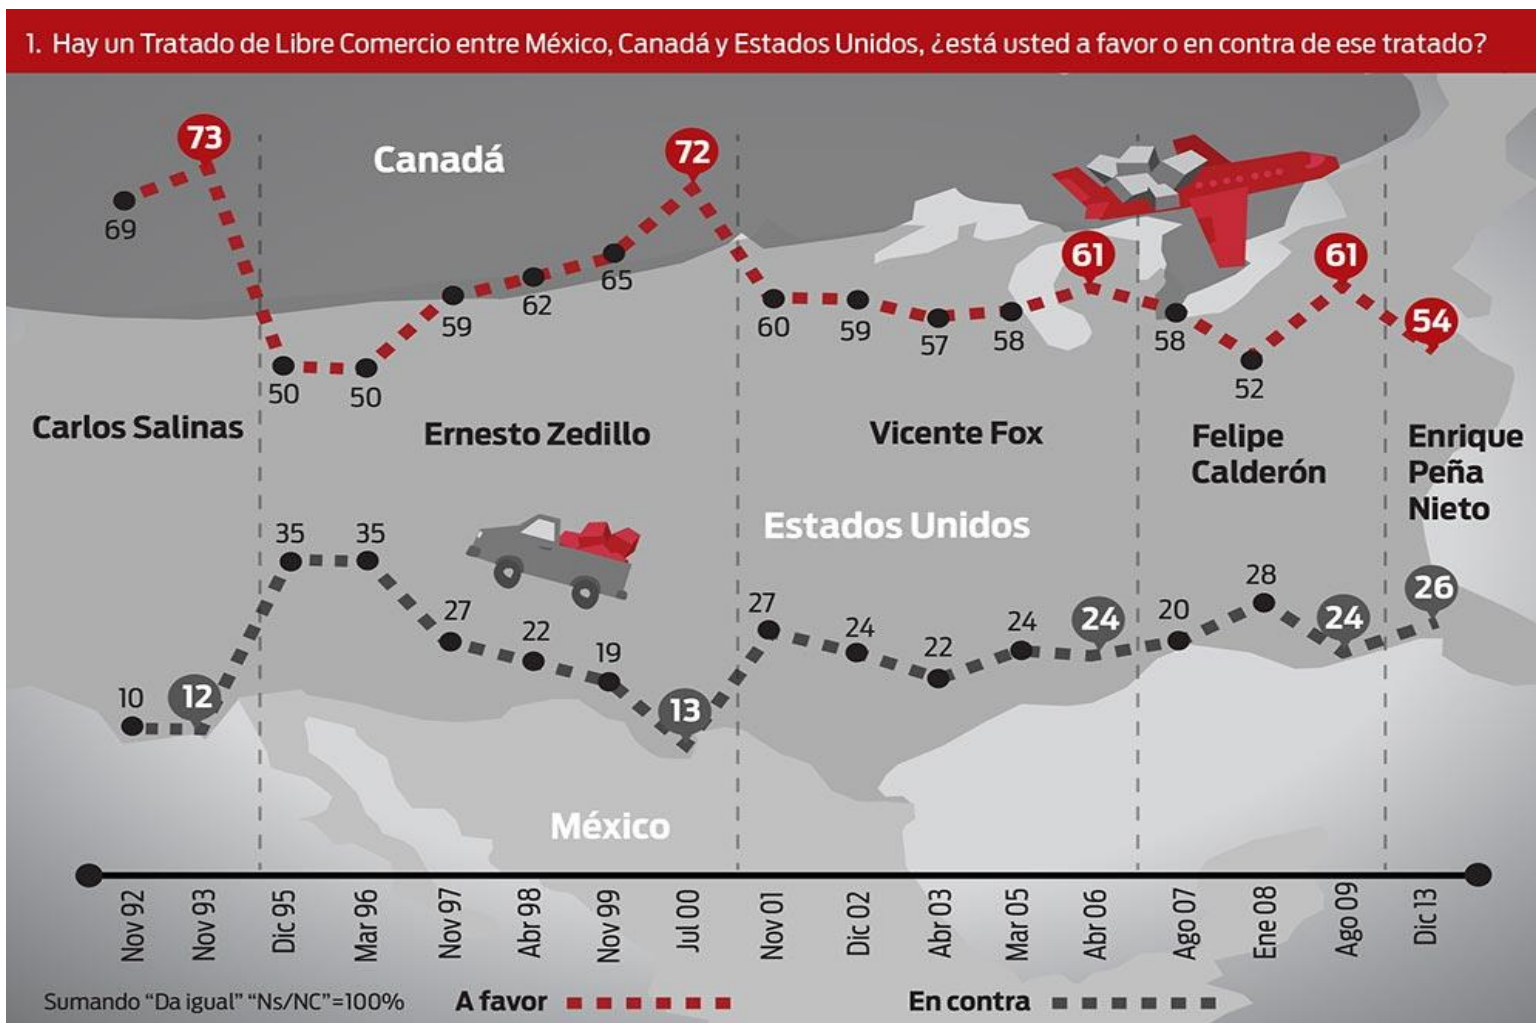 1. Hay un Tratado de Libre Comercio entre México, Canadá y Estados Unidos, ¿está usted a favor o en contra de ese tratado?
73
72
Canadá
69
61
61
65
62
59
60
59
57
58
58
54
50
50
52
Carlos Salinas
Ernesto Zedillo
Vicente Fox
Felipe
Calderón
Enrique
Peña
Nieto
Estados Unidos
35
35
27
22
19
27
24
22
24
24
20
28
24
26
10
12
13
México
Nov 92
Nov 93
Dic 95
Mar 96
Nov 97
Abr 98
Nov 99
Jul 00
Nov 01
Dic 02
Abr 03
Mar 05
Abr 06
Ago 07
Ene 08
Ago 09
Dic 13
Sumando “Da igual” “Ns/NC”=100%
A favor
En contra